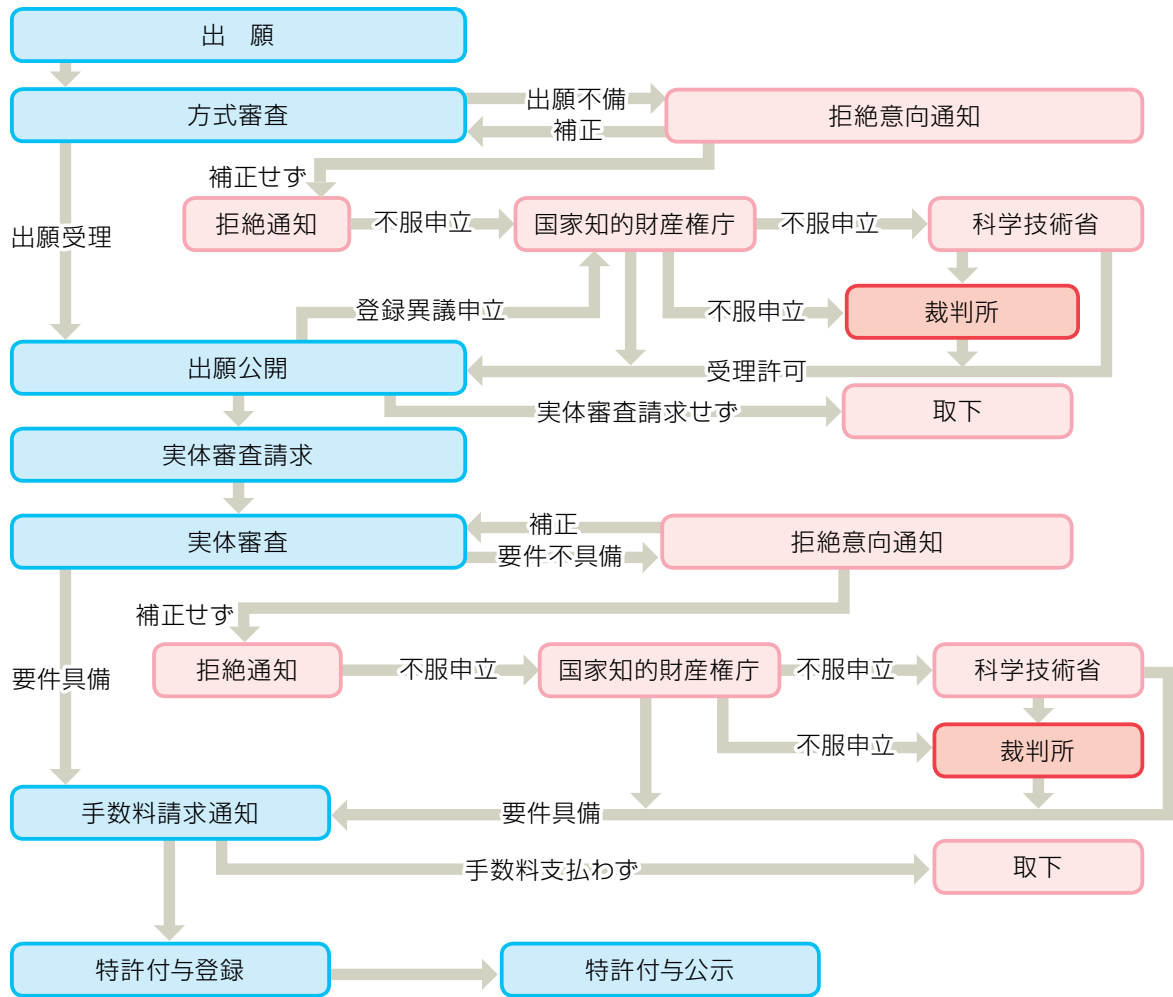 出　願
方式審査
出願不備
補正
拒絶意向通知
補正せず
拒絶通知
不服申立
国家知的財産権庁
不服申立
科学技術省
出願受理
登録異議申立
不服申立
裁判所
出願公開
受理許可
実体審査請求せず
取下
実体審査請求
実体審査
補正
要件不具備
拒絶意向通知
補正せず
要件具備
拒絶通知
不服申立
国家知的財産権庁
不服申立
科学技術省
不服申立
裁判所
手数料請求通知
要件具備
手数料支払わず
取下
特許付与登録
特許付与公示